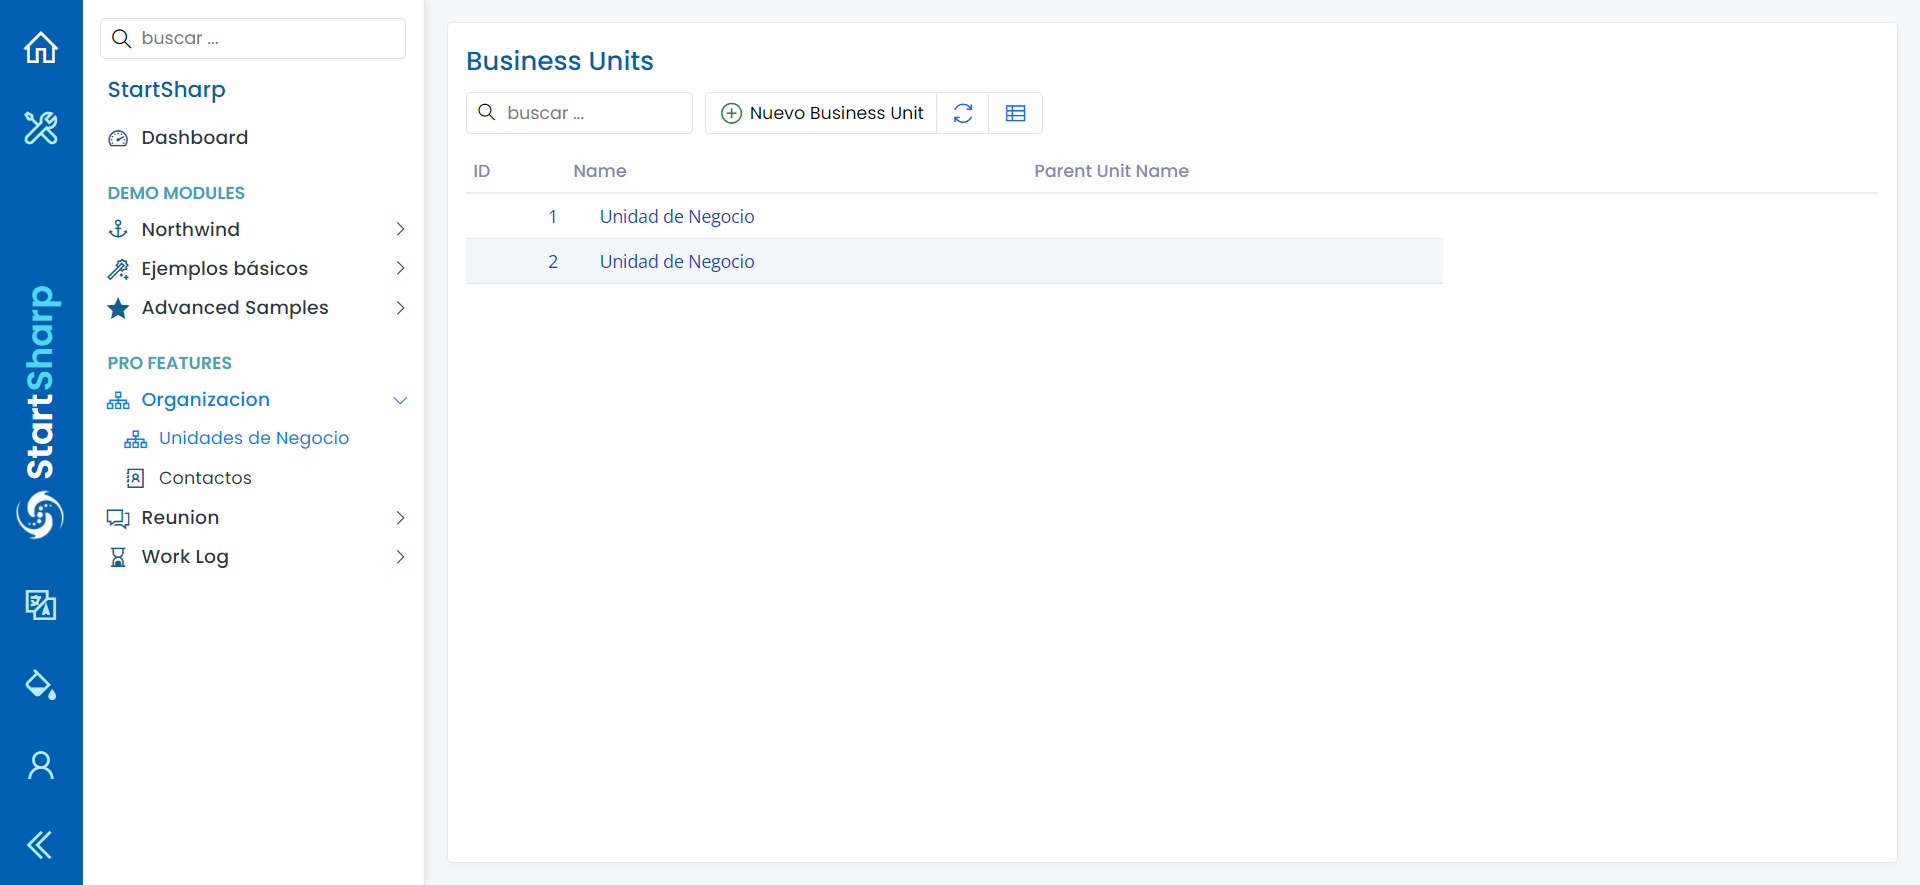 StartSharp
buscar ...
StartSharp
Dashboard
DEMO MODULES
Northwind
Ejemplos básicos
Advanced Samples
PRO FEATURES
Organizacion
Unidades de Negocio
Contactos
Reunion
Work Log
Business Units
buscar ...
Nuevo Business Unit
ID Name Parent Unit Name
1 Unidad de Negocio
2 Unidad de Negocio